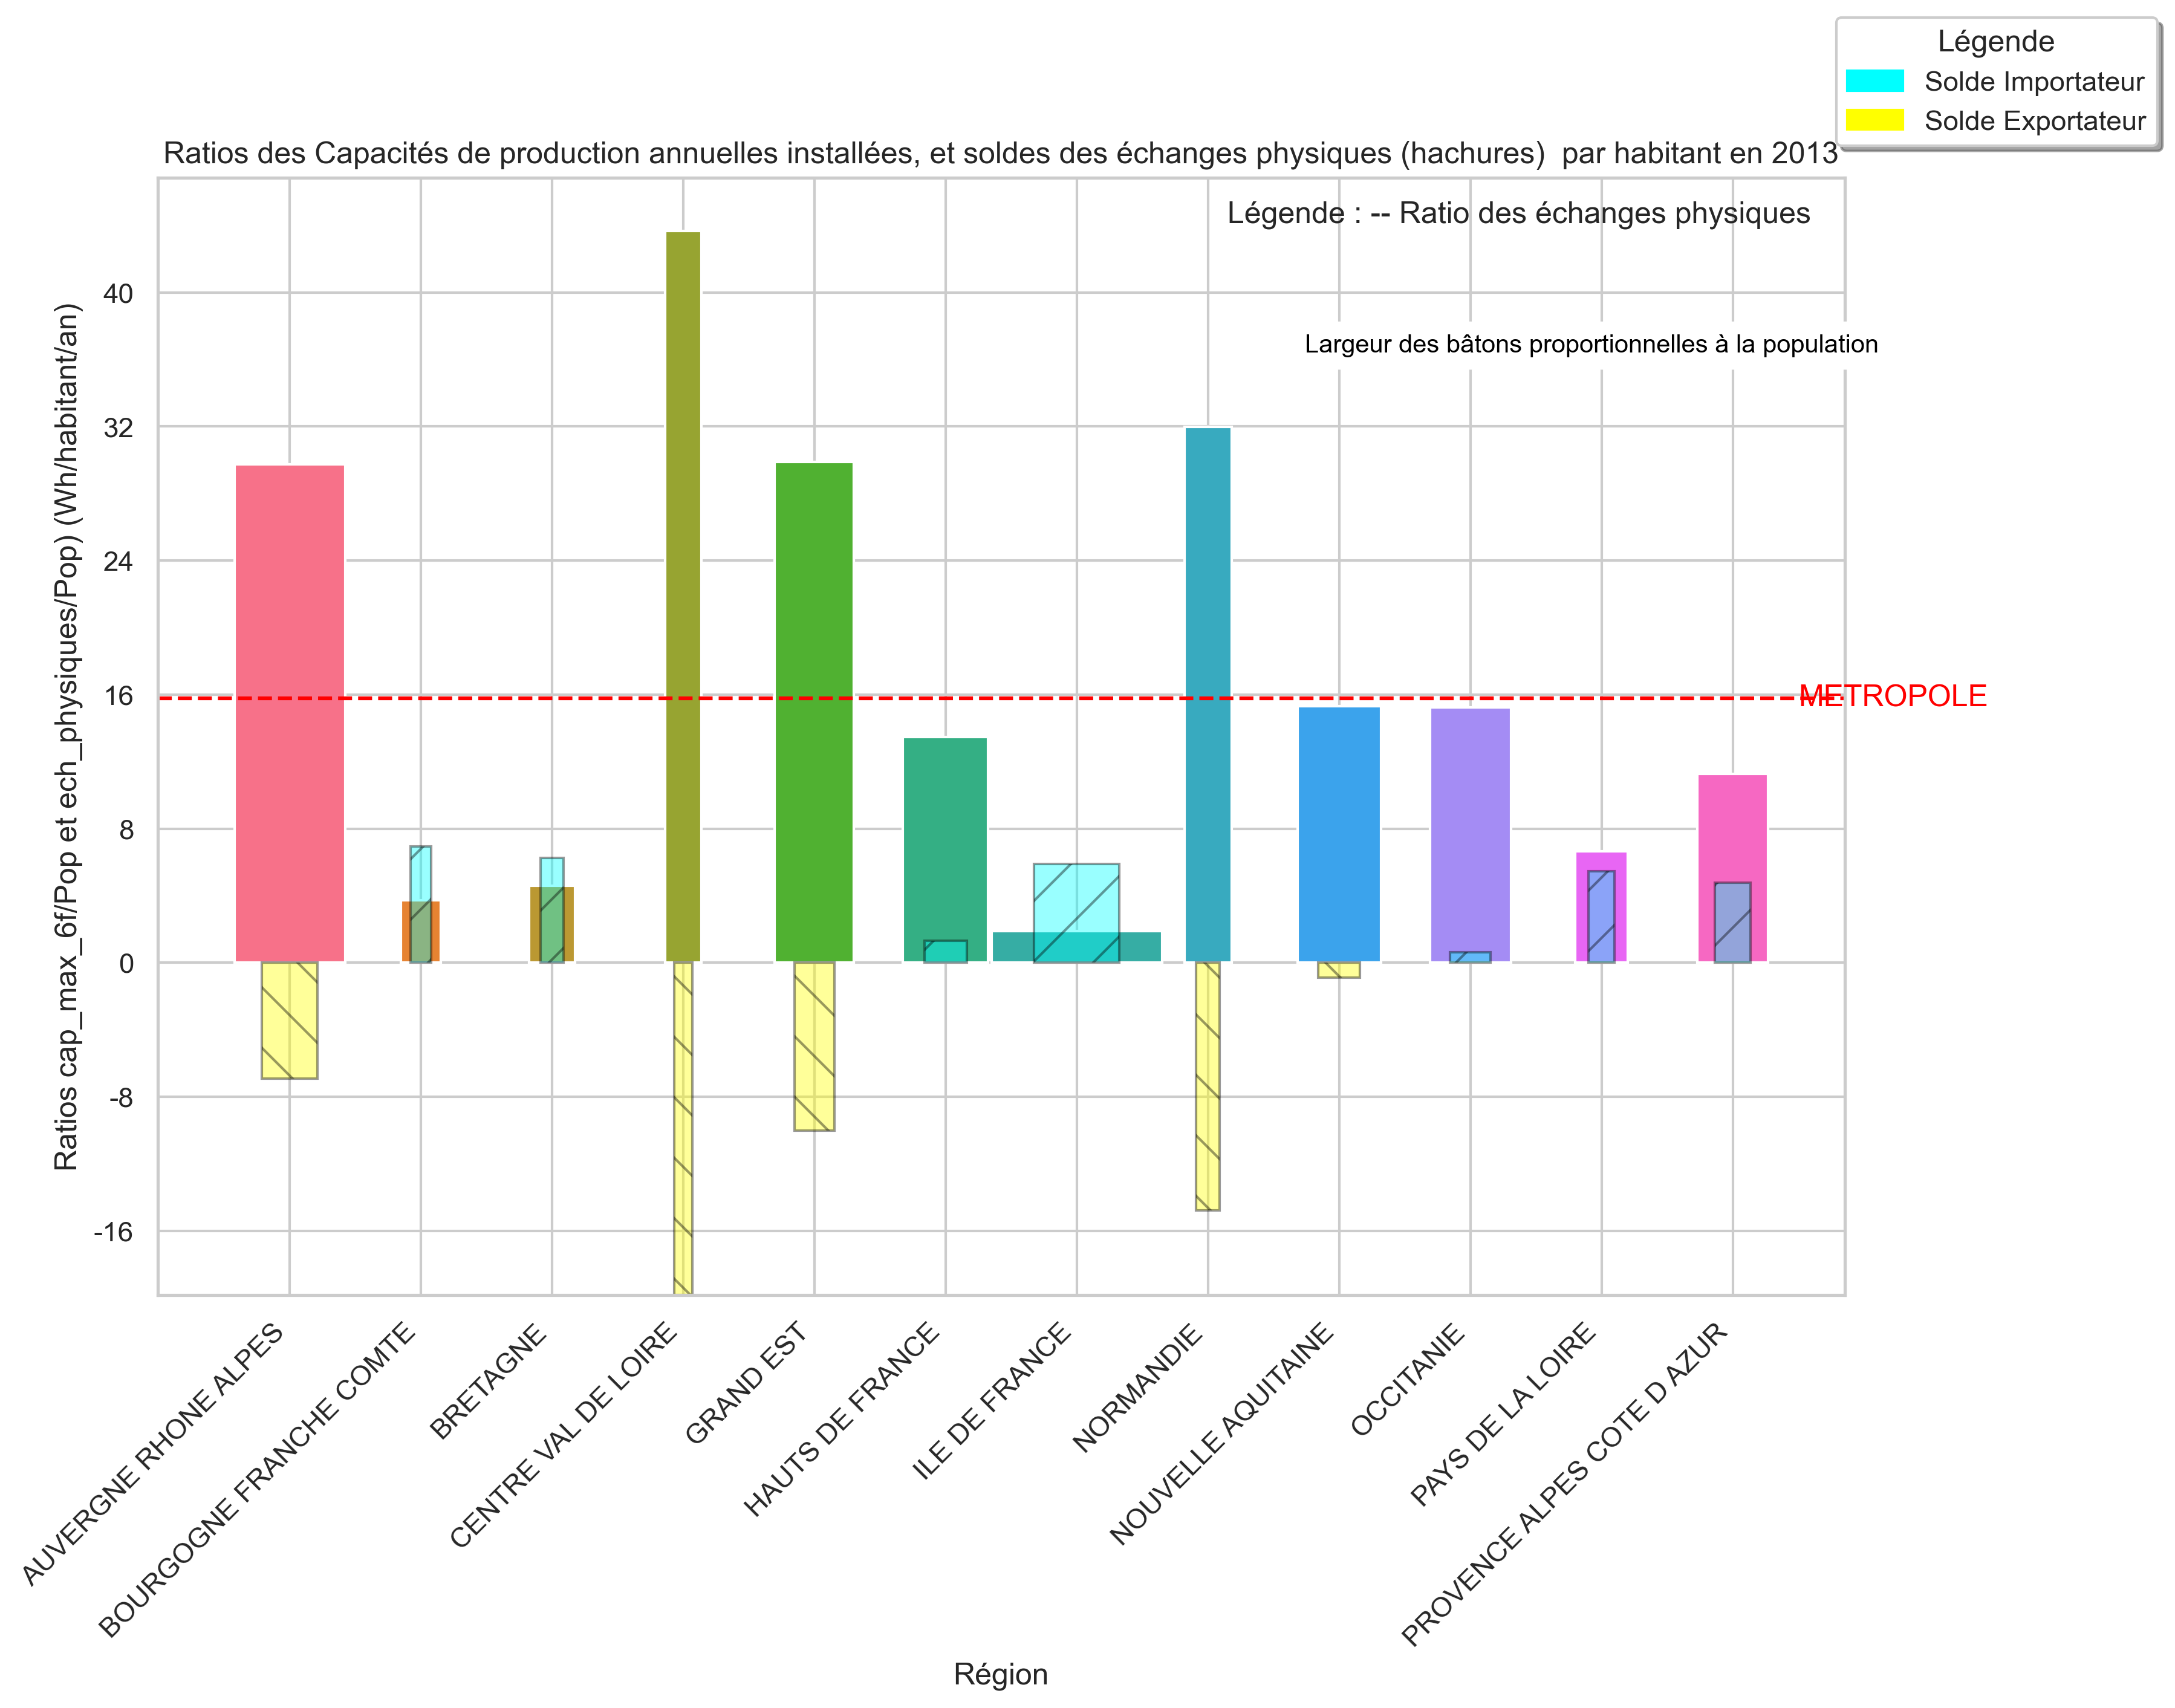 Légende
Solde Importateur
Solde Exportateur
Ratios des Capacités de production annuelles installées, et soldes des échanges physiques (hachures)  par habitant en 2013
Légende : -- Ratio des échanges physiques
Largeur des bâtons proportionnelles à la population
METROPOLE
Ratios cap_max_6f/Pop et ech_physiques/Pop) (Wh/habitant/an)
40
32
24
16
8
0
-8
-16
AUVERGNE RHONE ALPES
BOURGOGNE FRANCHE COMTE
BRETAGNE
CENTRE VAL DE LOIRE
GRAND EST
HAUTS DE FRANCE
ILE DE FRANCE
NORMANDIE
NOUVELLE AQUITAINE
OCCITANIE
PAYS DE LA LOIRE
PROVENCE ALPES COTE D AZUR
Région